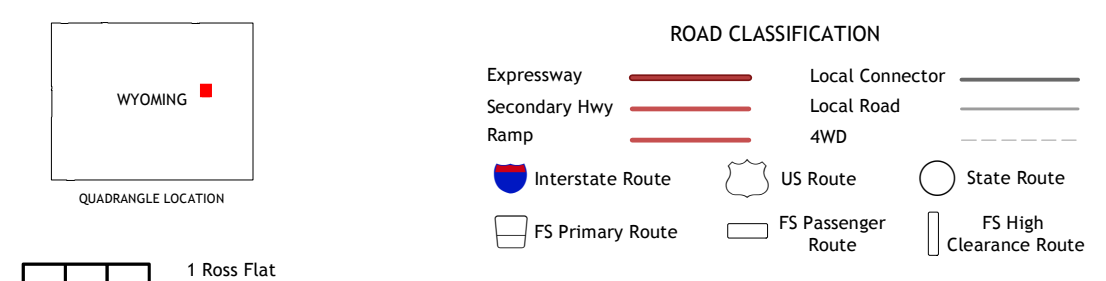 WYOMING
QUADRANGLE LOCATION
1 Ross Flat
ROAD CLASSIFICATION
Expressway
Secondary Hwy
Ramp
Local Connector
Local Road
4WD
Interstate Route
US Route
State Route
FS Primary Route
FS Passenger
Route
FS High
Clearance Route